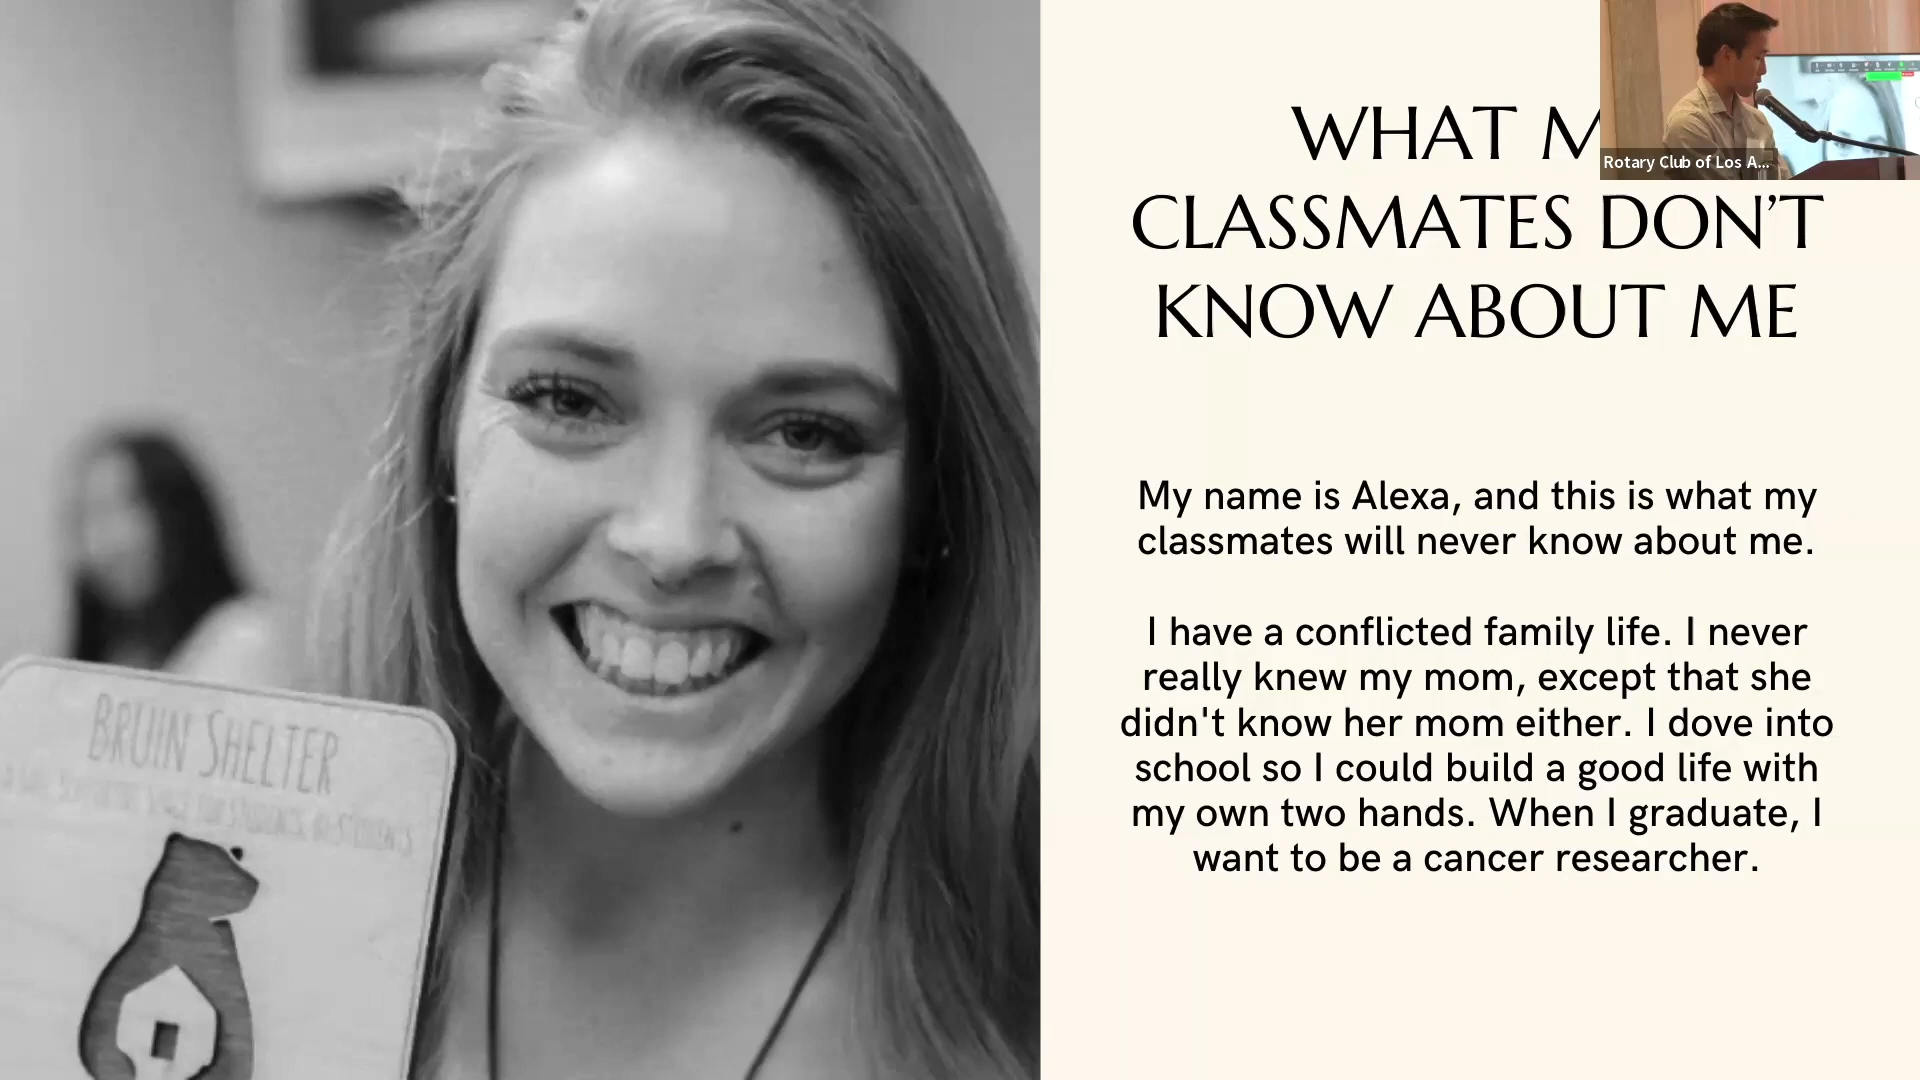 WHAT M
CLASSMATES DON'T
KNOW ABOUT ME
Rotary Club of Los A...
My name is Alexa, and this is what my
classmates will never know about me.
I have a conflicted family life. I never
really knew my mom, except that she
didn't know her mom either. I dove into
school so I could build a good life with
my own two hands. When I graduate, I
want to be a cancer researcher.
BRUIN SHELTER